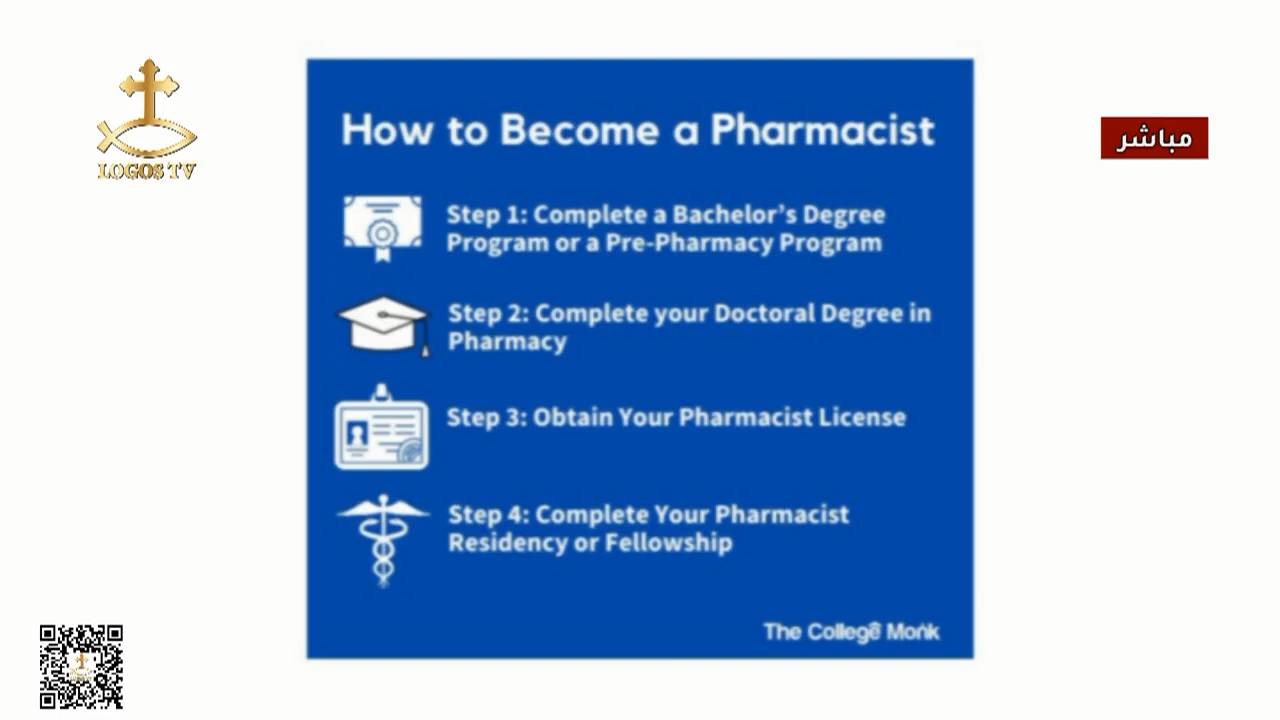 LOGOS TV
مباشر
How to Become a Pharmacist
Step 1: Complete a Bachelor's Degree
Program or a Pre-Pharmacy Program
Step 2: Complete your Doctoral Degree in
Pharmacy
Step 3: Obtain Your Pharmacist License
Step 4: Complete Your Pharmacist
Residency or Fellowship
The College Monk